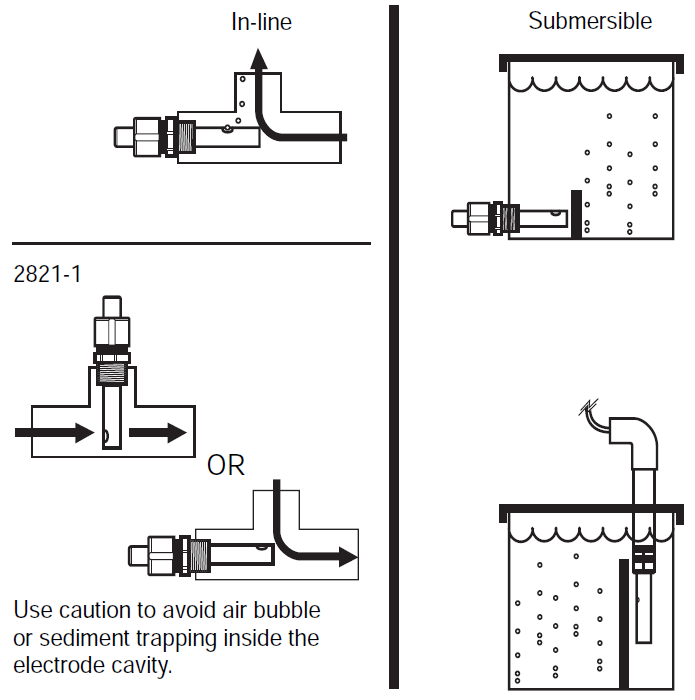 In-line
2821-1
OR
Use caution to avoid air bubble
or sediment trapping inside the
electrode cavity.
Submersible